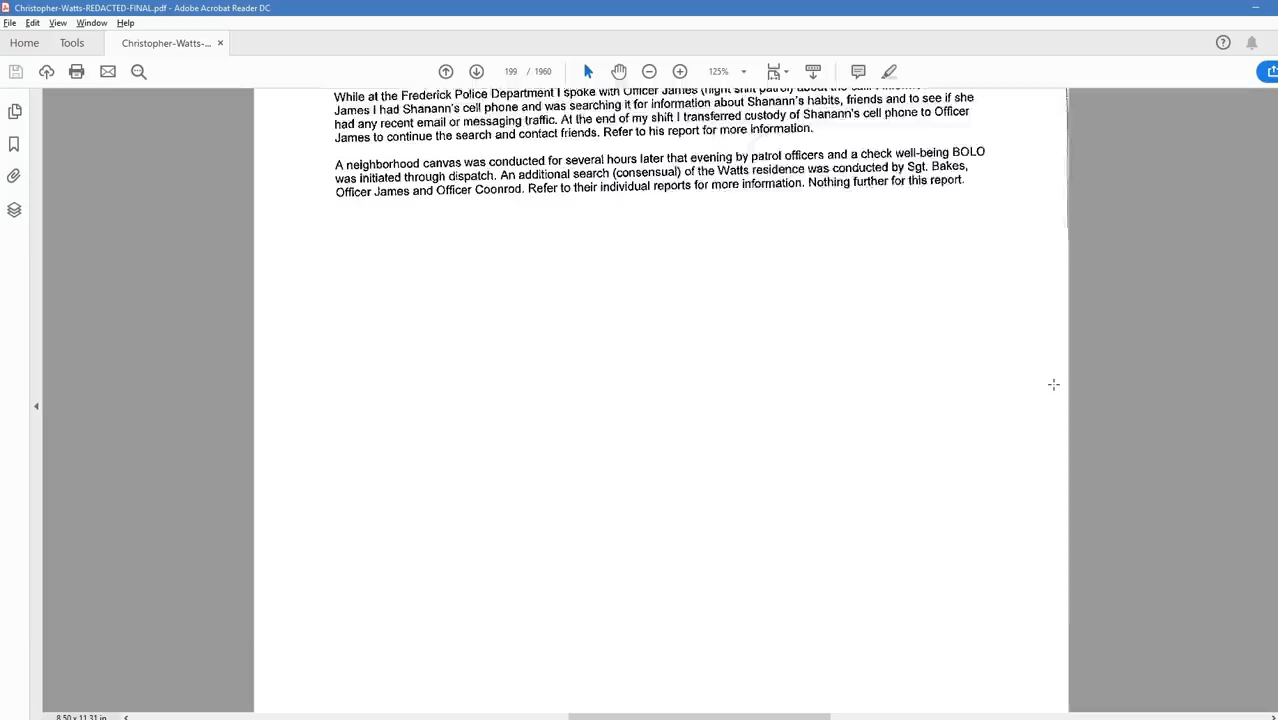 Christopher-Watts-REDACTED-FINAL.pdf - Adobe Acrobat Reader DC
File Edit View Window Help
Home Tools Christopher-Watts-... ×
199 / 1960 125%
While at the Frederick Police Department I spoke with Officer James (night shift patrol) about the
James I had Shanann's cell phone and was searching it for information about Shanann's habits, friends and to see if she
had any recent email or messaging traffic. At the end of my shift I transferred custody of Shanann's cell phone to Officer
James to continue the search and contact friends. Refer to his report for more information.
A neighborhood canvas was conducted for several hours later that evening by patrol officers and a check well-being BOLO
was initiated through dispatch. An additional search (consensual) of the Watts residence was conducted by Sgt. Bakes,
Officer James and Officer Coonrod. Refer to their individual reports for more information. Nothing further for this report.
8.50 x 11.31 in